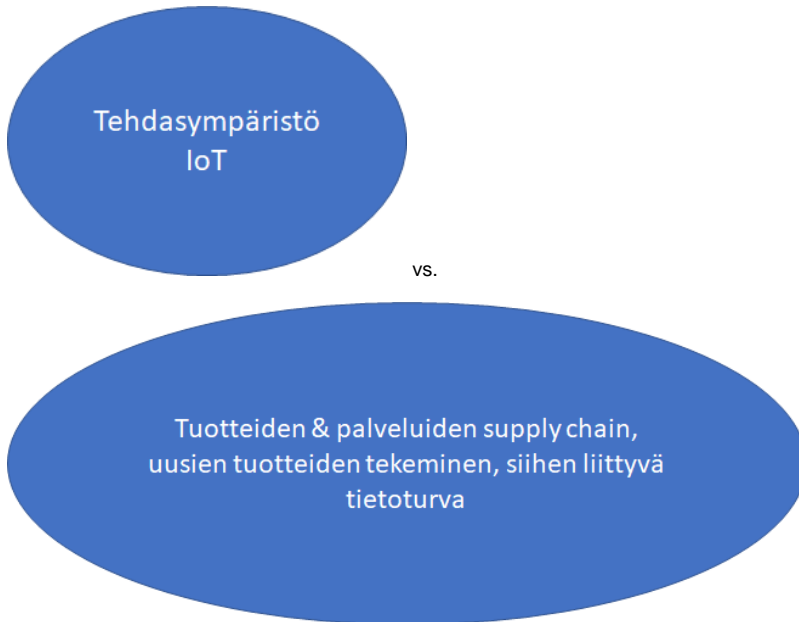 Tehdasympäristö
IoT
vs.
Tuotteiden & palveluiden supply chain,
uusien tuotteiden tekeminen, siihen liittyvä
tietoturva